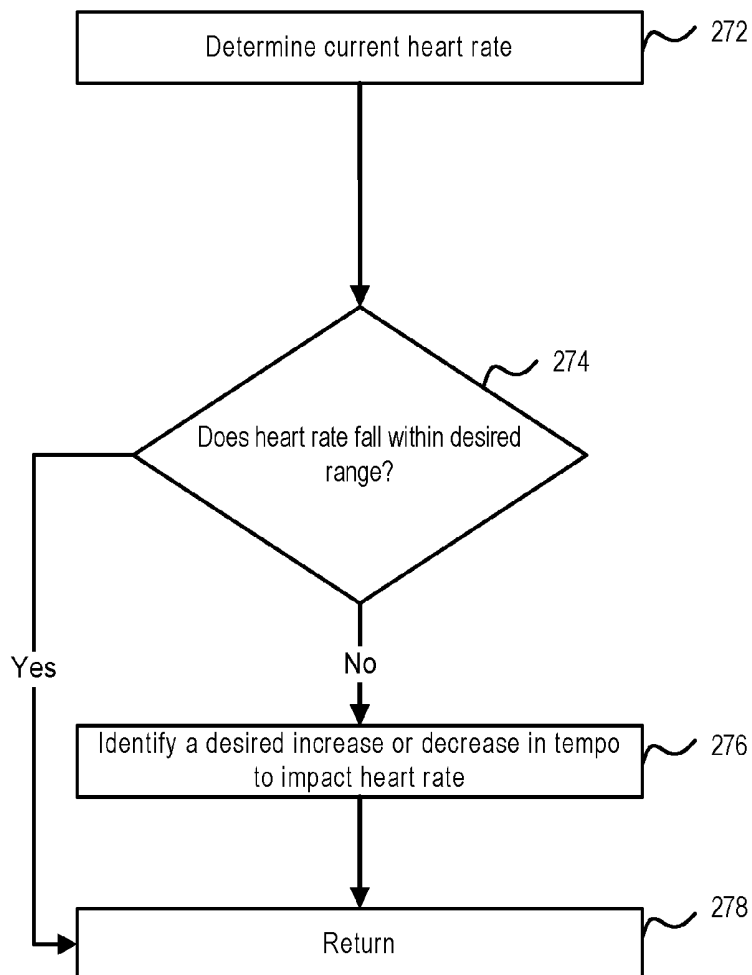 Determine current heart rate
272
274
Does heart rate fall within desired
range?
Yes
No
Identify a desired increase or decrease in tempo
to impact heart rate
276
Return
278